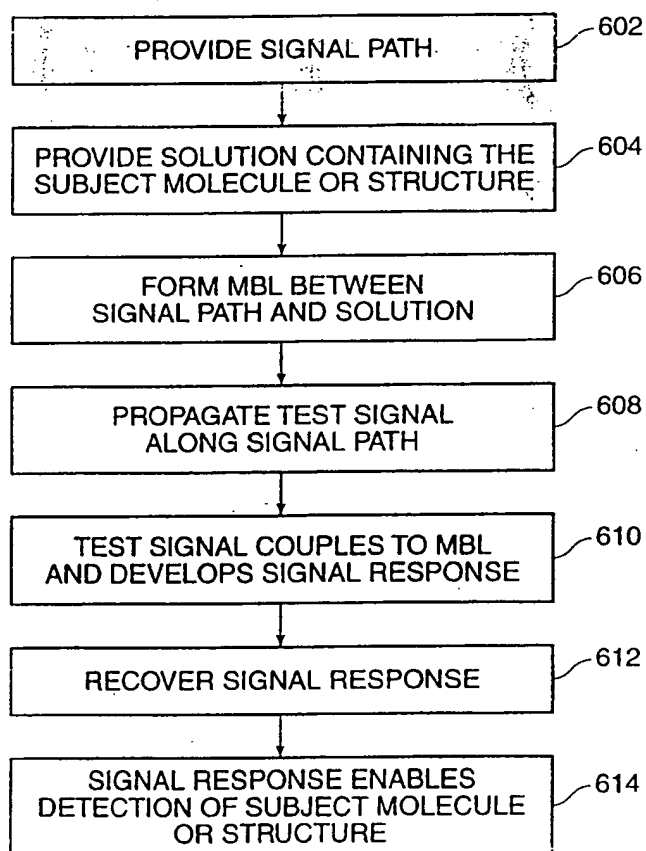 PROVIDE SIGNAL PATH
602
PROVIDE SOLUTION CONTAINING THE
SUBJECT MOLECULE OR STRUCTURE
604
FORM MBL BETWEEN
SIGNAL PATH AND SOLUTION
606
PROPAGATE TEST SIGNAL
ALONG SIGNAL PATH
608
TEST SIGNAL COUPLES TO MBL
AND DEVELOPS SIGNAL RESPONSE
610
RECOVER SIGNAL RESPONSE
612
SIGNAL RESPONSE ENABLES
DETECTION OF SUBJECT MOLECULE
OR STRUCTURE
614